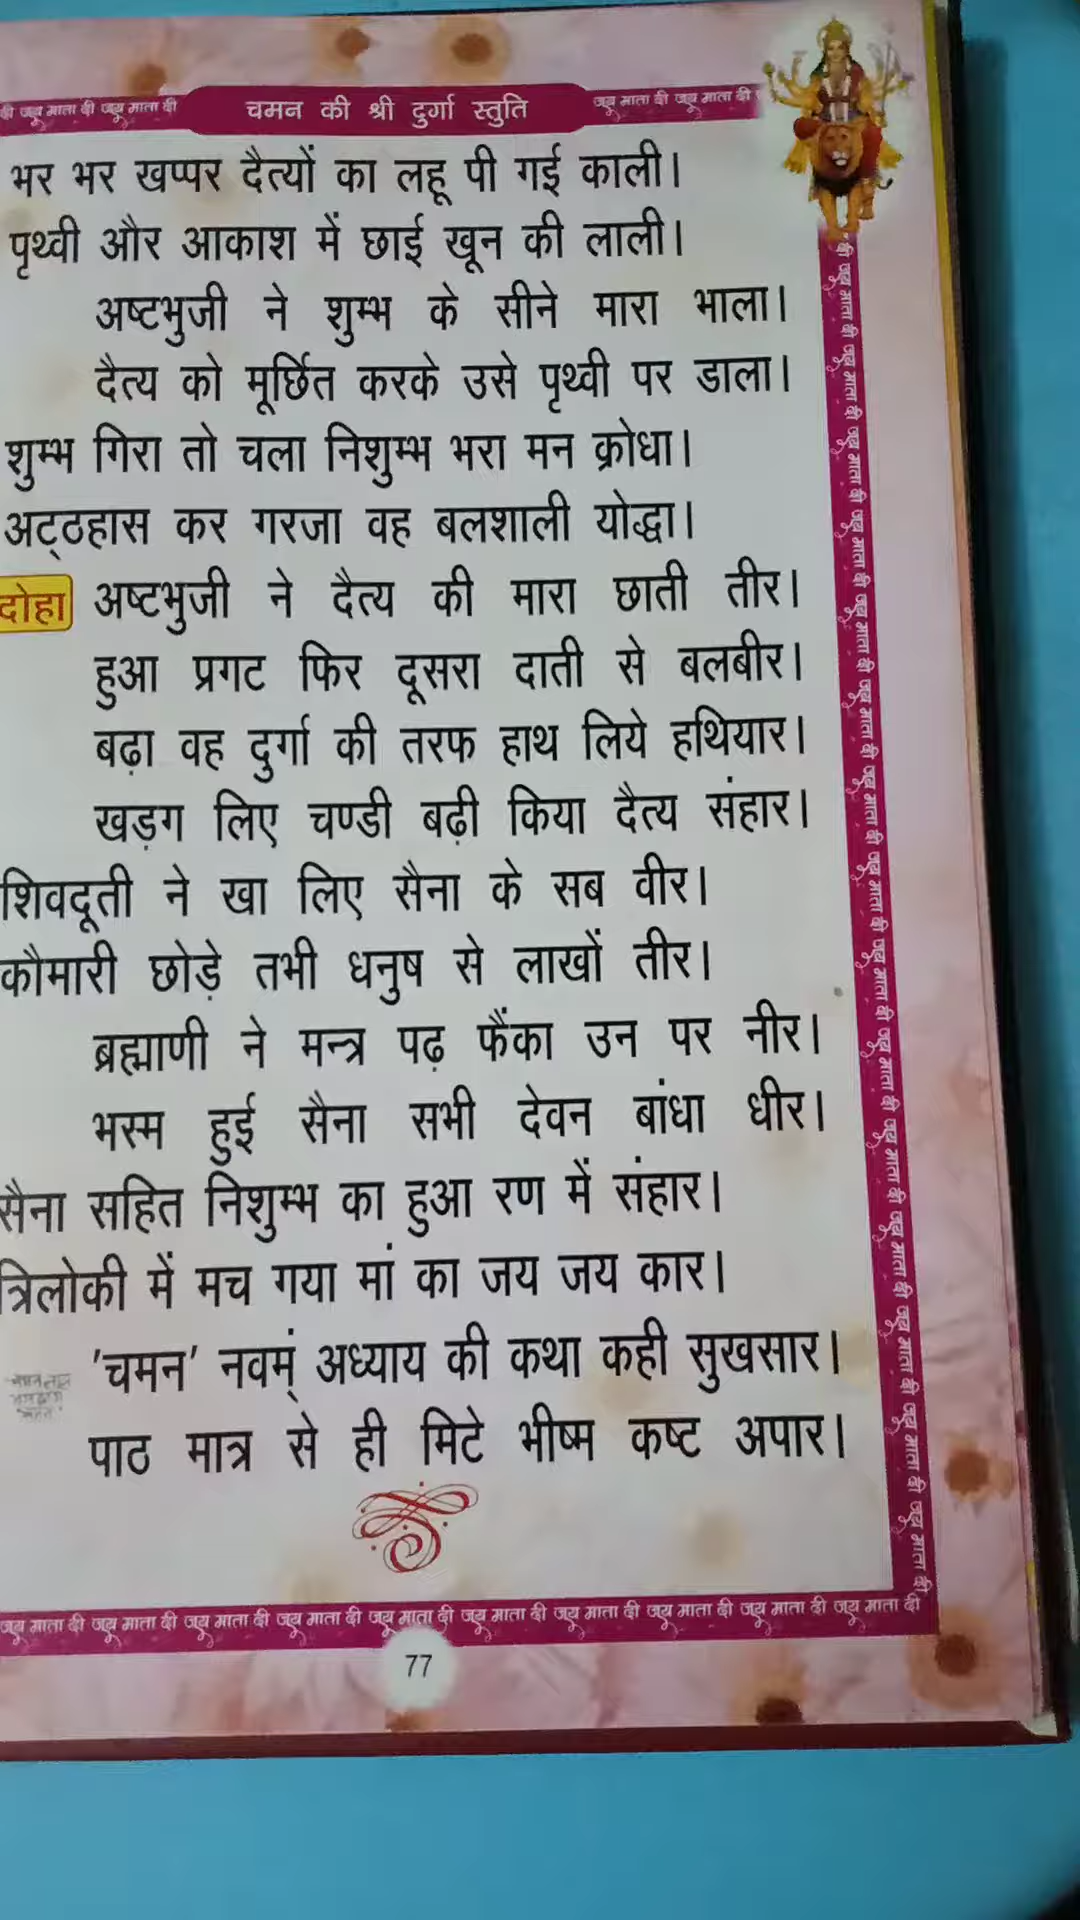 दी जय माता दी जय माता दी
चमन की श्री दुर्गा स्तुति
जय माता दी जय माता दी
भर भर खप्पर दैत्यों का लहू पी गई काली।
पृथ्वी और आकाश में छाई खून की लाली।
अष्टभुजी ने शुम्भ के सीने मारा भाला।
दैत्य को मूर्छित करके उसे पृथ्वी पर डाला।
शुम्भ गिरा तो चला निशुम्भ भरा मन क्रोधा।
अट्ठहास कर गरजा वह बलशाली योद्धा।
दोहा अष्टभुजी ने दैत्य की मारा छाती तीर।
हुआ प्रगट फिर दूसरा दाती से बलबीर।
बढ़ा वह दुर्गा की तरफ हाथ लिये हथियार।
खड़ग लिए चण्डी बढ़ी किया दैत्य संहार।
शिवदूती ने खा लिए सैना के सब वीर।
कौमारी छोड़े तभी धनुष से लाखों तीर।
ब्रह्माणी ने मन्त्र पढ़ फैंका उन पर नीर।
भस्म हुई सैना सभी देवन बांधा धीर।
सैना सहित निशुम्भ का हुआ रण में संहार।
त्रिलोकी में मच गया मां का जय जय कार।
'चमन' नवम्ं अध्याय की कथा कही सुखसार।
पाठ मात्र से ही मिटे भीष्म कष्ट अपार।
जय माता दी जय माता दी जय माता दी जय माता दी जय माता दी जय माता दी जय माता दी जय माता दी जय माता दी जय माता दी
77